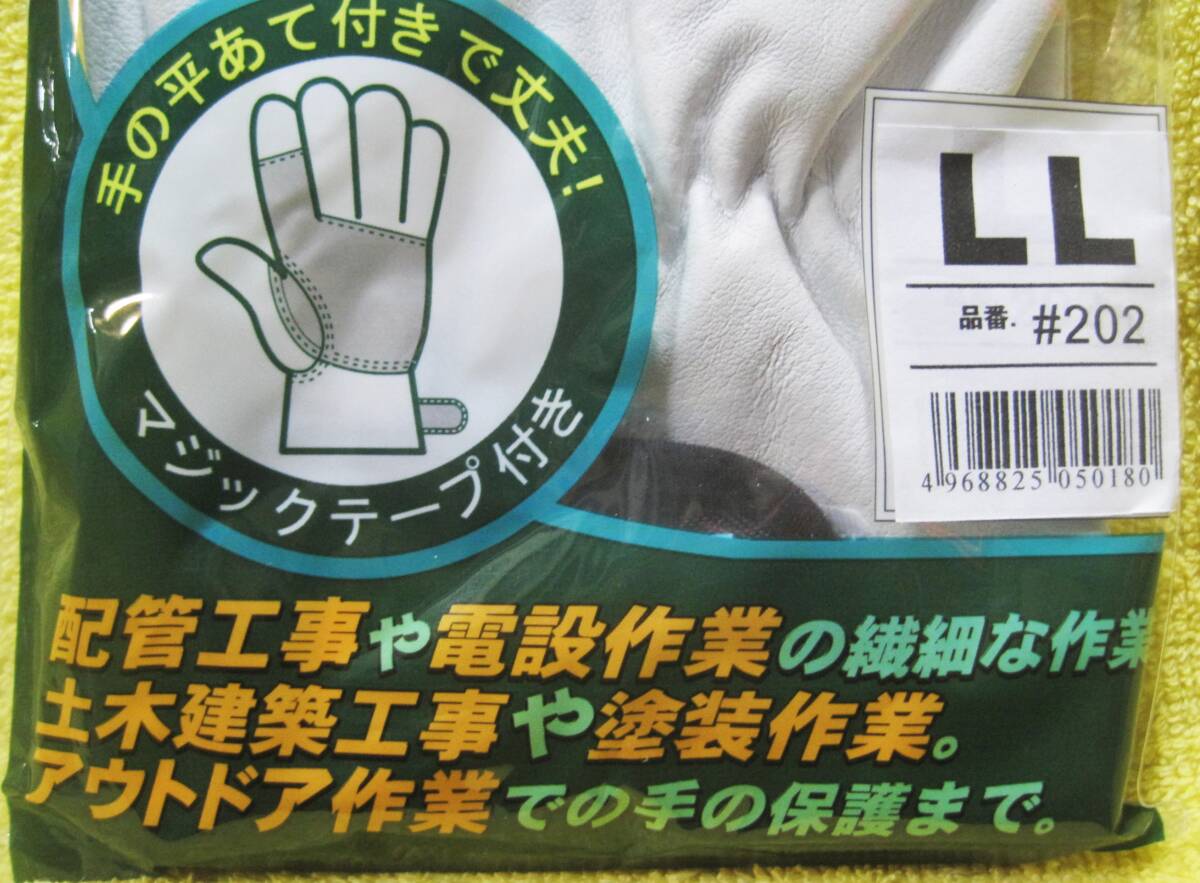 手の平あて付きで丈夫!
マジックテープ付き
LL
品番. #202
4 968825 050180
配管工事や電設作業の繊細な作業
土木建築工事や塗装作業。
アウトドア作業での手の保護まで。